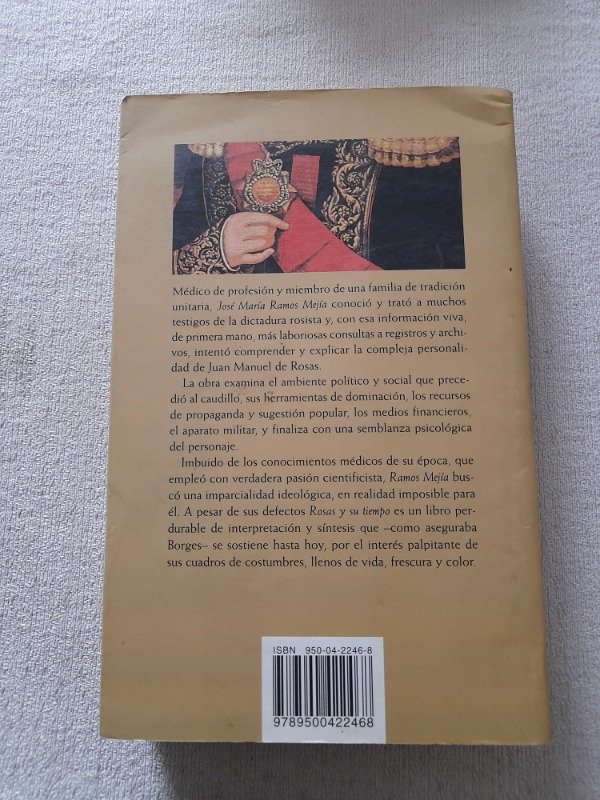 Médico de profesión y miembro de una familia de tradición
unitaria, José María Ramos Mejía conoció y trató a muchos
testigos de la dictadura rosista y, con esa información viva,
de primera mano, más laboriosas consultas a registros y archi-
vos, intentó comprender y explicar la compleja personali-
dad de Juan Manuel de Rosas.
La obra examina el ambiente político y social que prece-
dió al caudillo, sus herramientas de dominación, los recursos
de propaganda y sugestión popular, los medios financieros,
el aparato militar, y finaliza con una semblanza psicológica
del personaje.
Imbuido de los conocimientos médicos de su época, que
empleó con verdadera pasión cientificista, Ramos Mejía bus-
có una imparcialidad ideológica, en realidad imposible para
él. A pesar de sus defectos Rosas y su tiempo es un libro per-
durable de interpretación y síntesis que –como aseguraba
Borges– se sostiene hasta hoy, por el interés palpitante de
sus cuadros de costumbres, llenos de vida, frescura y color.
ISBN 950-04-2246-8
9789500422468